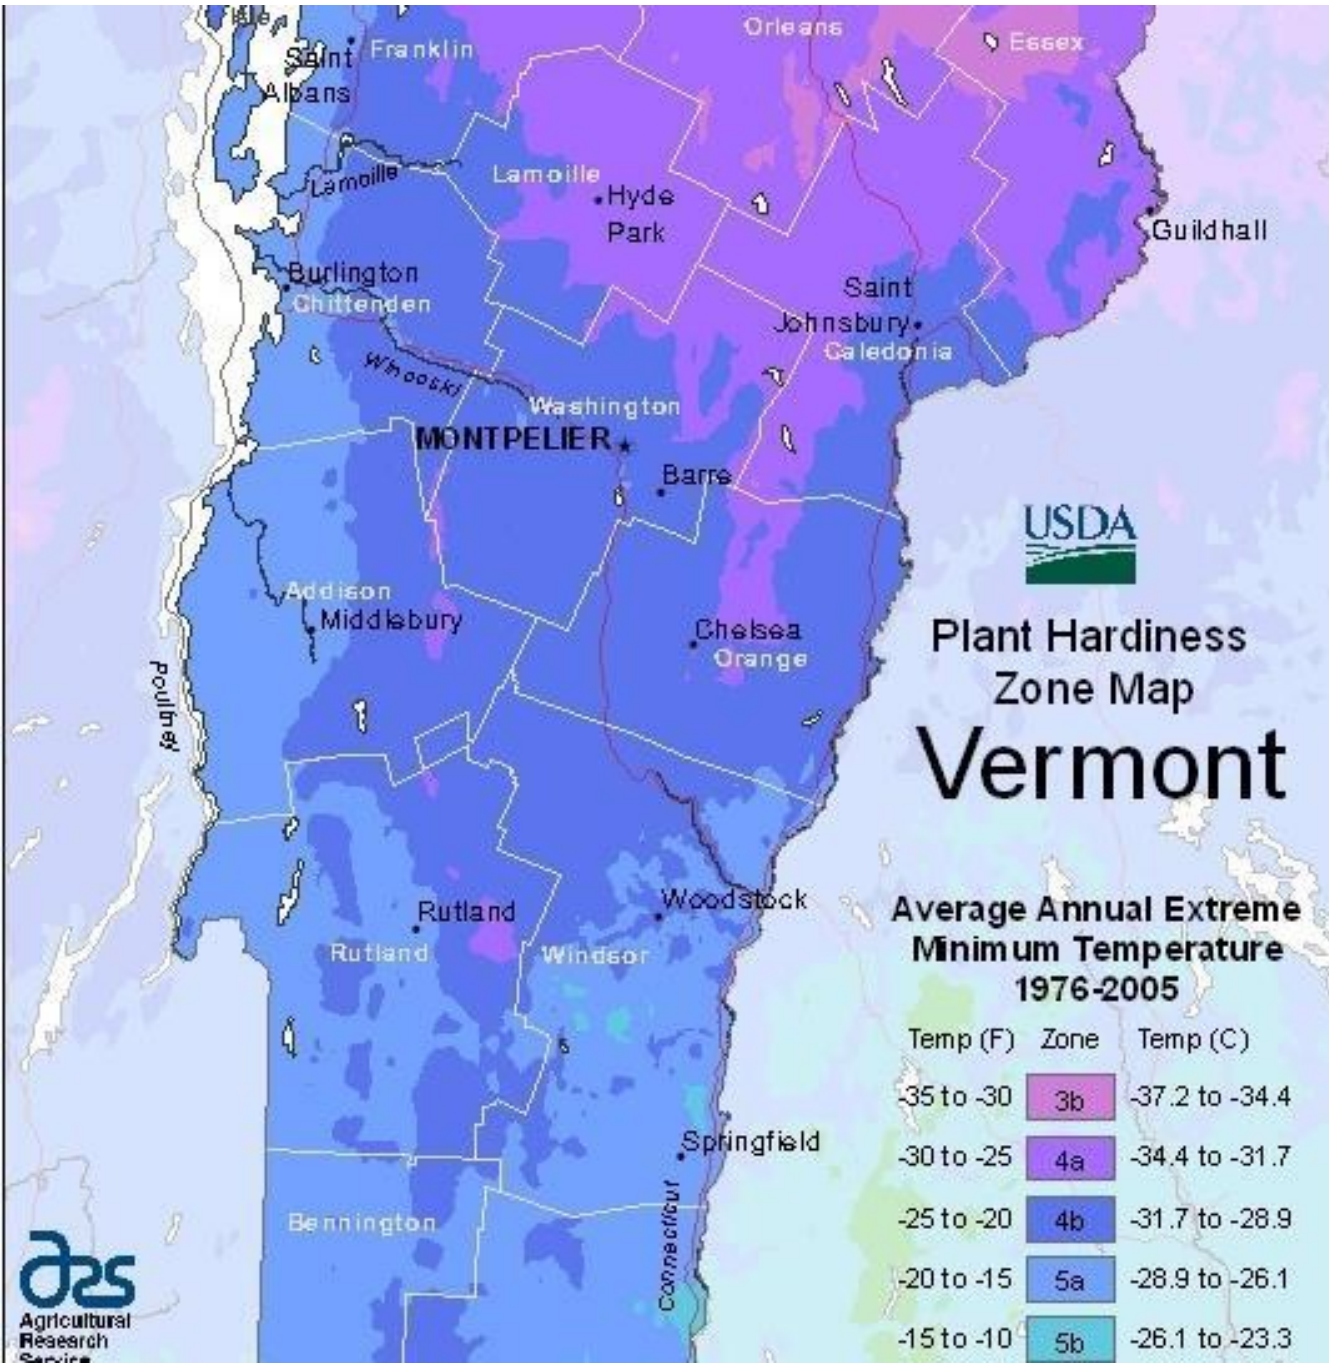 Isle
Orleans
Essex
Franklin
Saint
Albans
Lamoille
Lamoille
Hyde
Park
Guildhall
Burlington
Chittenden
Saint
Johnsbury
Caledonia
Whooski
Washington
MONTPELIER
Barre
USDA
Addison
Middlebury
Chelsea
Orange
Plant Hardiness
Zone Map
Vermont
Poultney
Woodstock
Rutland
Rutland
Windsor
Average Annual Extreme
Minimum Temperature
1976-2005
Temp (F) Zone Temp (C)
-35 to -30 3b -37.2 to -34.4
-30 to -25 4a -34.4 to -31.7
-25 to -20 4b -31.7 to -28.9
-20 to -15 5a -28.9 to -26.1
-15 to -10 5b -26.1 to -23.3
Springfield
Connecticut
Bennington
ars
Agricultural
Research
Service